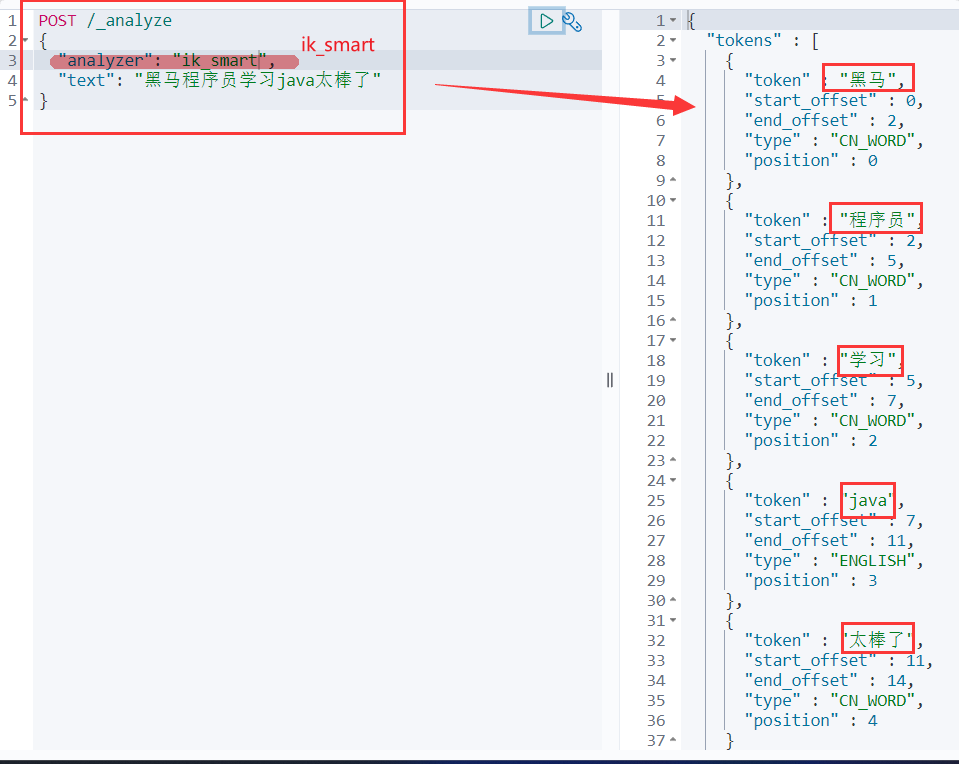 1 POST /_analyze
2 {
ik_smart
3 "analyzer": "ik_smart",
4 "text": "黑马程序员学习java太棒了"
5 }
1 {
2 "tokens" : [
3 {
4 "token" : "黑马",
5 "start_offset" : 0,
6 "end_offset" : 2,
7 "type" : "CN_WORD",
8 "position" : 0
9 },
10 {
11 "token" : "程序员",
12 "start_offset" : 2,
13 "end_offset" : 5,
14 "type" : "CN_WORD",
15 "position" : 1
16 },
17 {
18 "token" : "学习",
19 "start_offset" : 5,
20 "end_offset" : 7,
21 "type" : "CN_WORD",
22 "position" : 2
23 },
24 {
25 "token" : "java",
26 "start_offset" : 7,
27 "end_offset" : 11,
28 "type" : "ENGLISH",
29 "position" : 3
30 },
31 {
32 "token" : "太棒了",
33 "start_offset" : 11,
34 "end_offset" : 14,
35 "type" : "CN_WORD",
36 "position" : 4
37 }